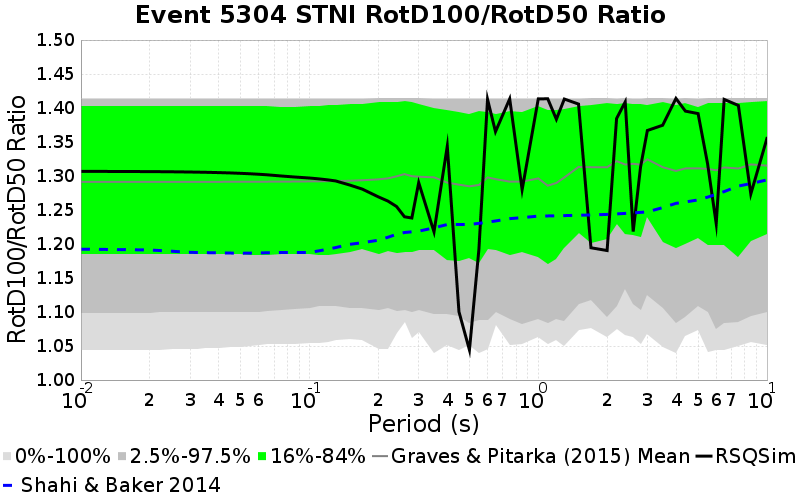 Event 5304 STNI RotD100/RotD50 Ratio
1.50
1.45
1.40
1.35
1.30
1.25
1.20
1.15
1.10
1.05
1.00
RotD100/RotD50 Ratio
10-2 2 3 4 5 6 10-1 2 3 4 5 6 7 100 2 3 4 5 6 7 101
Period (s)
0%-100% 2.5%-97.5% 16%-84% Graves & Pitarka (2015) Mean RSQSim
Shahi & Baker 2014